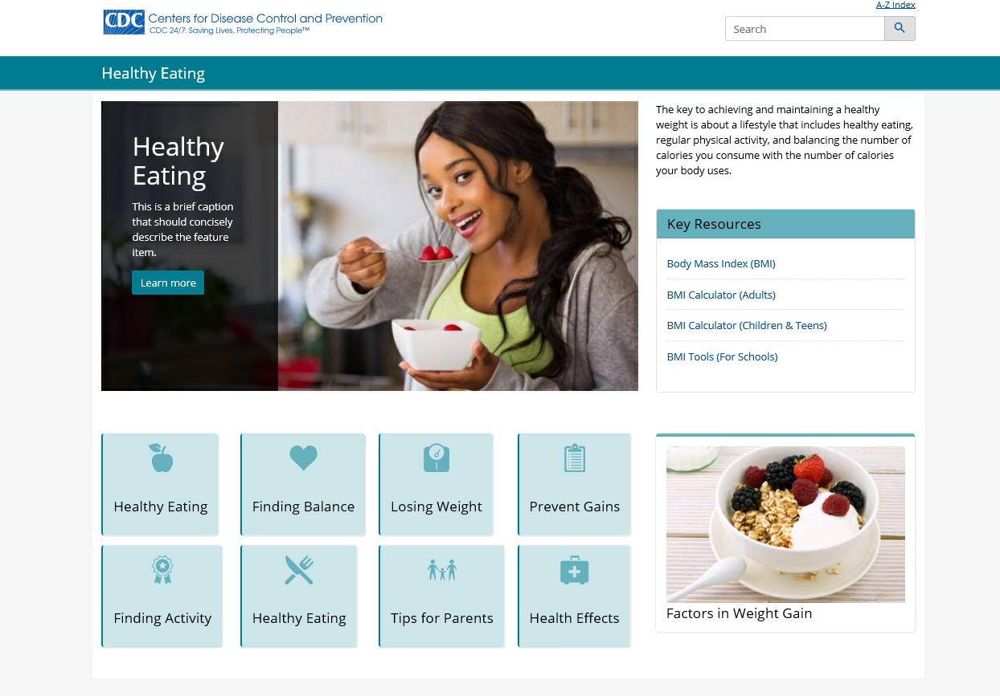 A-Z Index
CDC
Centers for Disease Control and Prevention
CDC 24/7: Saving Lives, Protecting People™
Search
Healthy Eating
Healthy
Eating
This is a brief caption
that should concisely
describe the feature
item.
Learn more
The key to achieving and maintaining a healthy
weight is about a lifestyle that includes healthy eating,
regular physical activity, and balancing the number of
calories you consume with the number of calories
your body uses.
Key Resources
Body Mass Index (BMI)
BMI Calculator (Adults)
BMI Calculator (Children & Teens)
BMI Tools (For Schools)
Healthy Eating
Finding Balance
Losing Weight
Prevent Gains
Finding Activity
Healthy Eating
Tips for Parents
Health Effects
Factors in Weight Gain